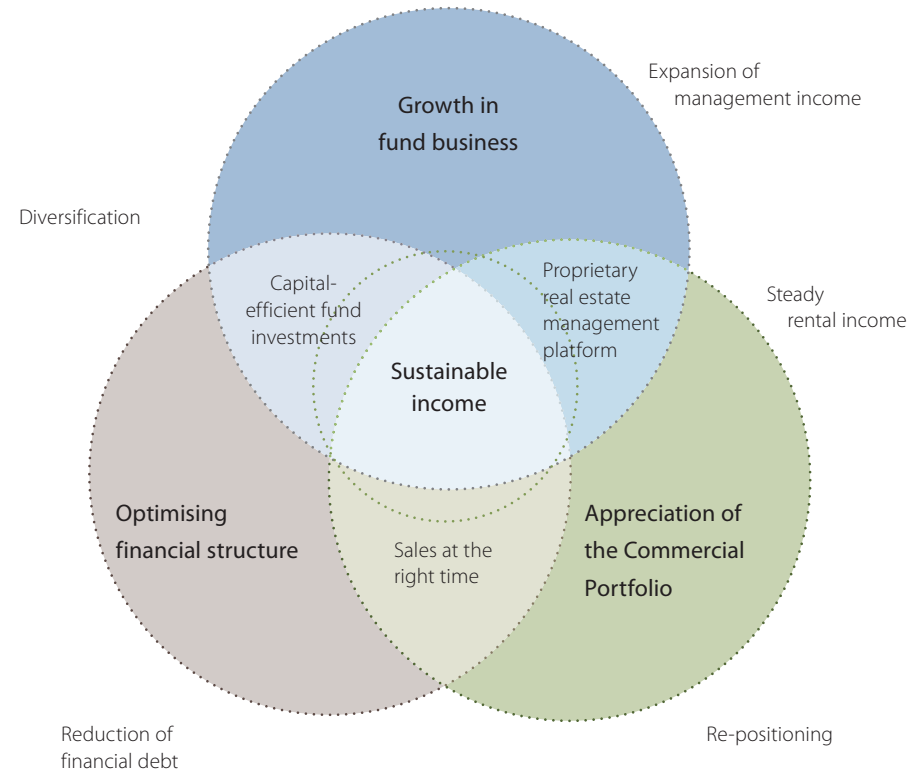 Expansion of
management income
Growth in
fund business
Diversification
Capital-
efficient fund
investments
Proprietary
real estate
management
platform
Steady
rental income
Sustainable
income
Optimising
financial structure
Appreciation of
the Commercial
Portfolio
Sales at the
right time
Reduction of
financial debt
Re-positioning